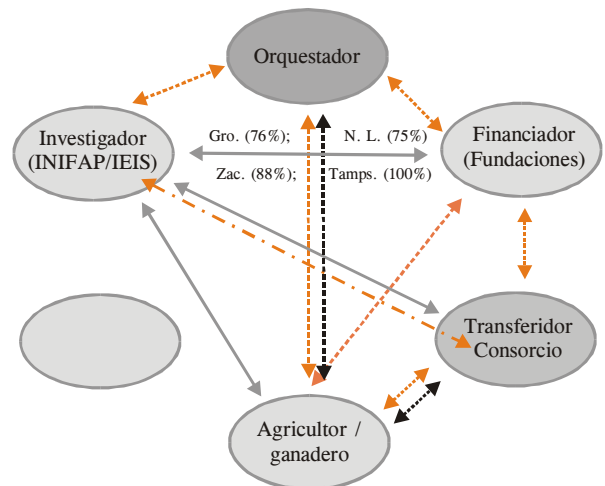 Orquestador
Investigador
(INIFAP/IEIS)
Gro. (76%);
N. L. (75%)
Zac. (88%);
Tamps. (100%)
Financiador
(Fundaciones)
Transferidor
Consorcio
Agricultor /
ganadero